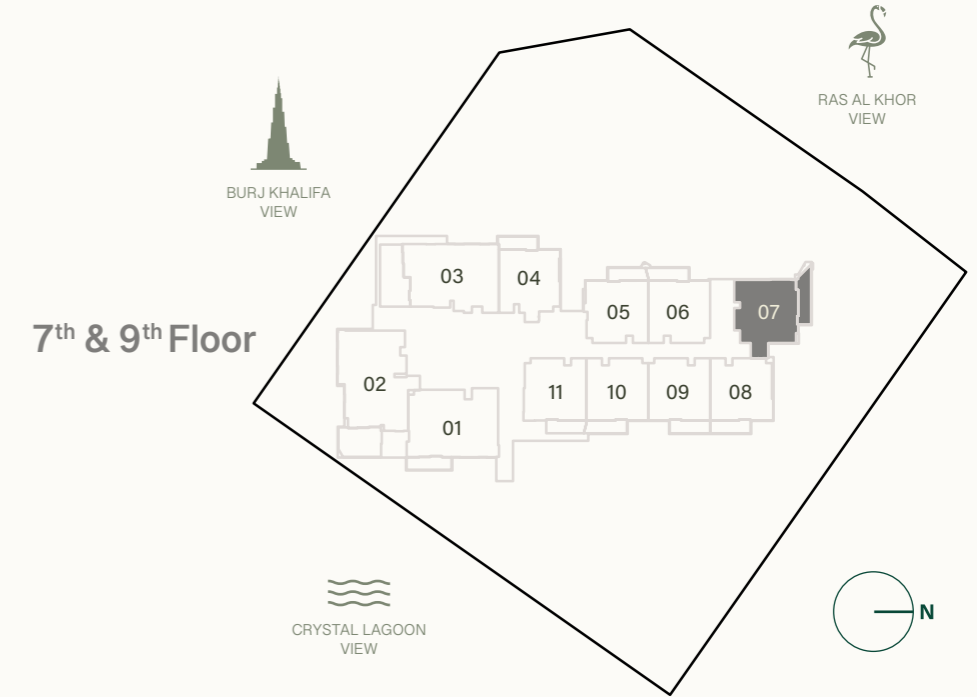 RAS AL KHOR
VIEW
BURJ KHALIFA
VIEW
7th & 9th Floor
03
04
05
06
07
02
01
11
10
09
08
N
CRYSTAL LAGOON
VIEW